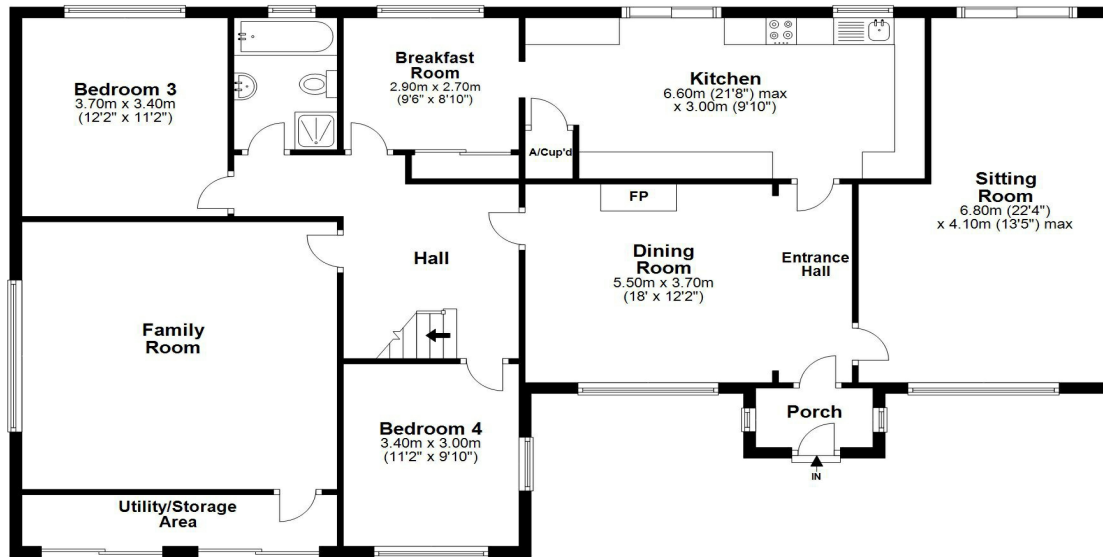 Bedroom 3
3.70m x 3.40m
(12'2" x 11'2")
Breakfast
Room
2.90m x 2.70m
(9'6" x 8'10")
Kitchen
6.60m (21'8") max
x 3.00m (9'10")
A/Cup'd
Sitting
Room
6.80m (22'4")
x 4.10m (13'5") max
FP
Dining
Room
5.50m x 3.70m
(18' x 12'2")
Entrance
Hall
Hall
Family
Room
Bedroom 4
3.40m x 3.00m
(11'2" x 9'10")
Porch
IN
Utility/Storage
Area